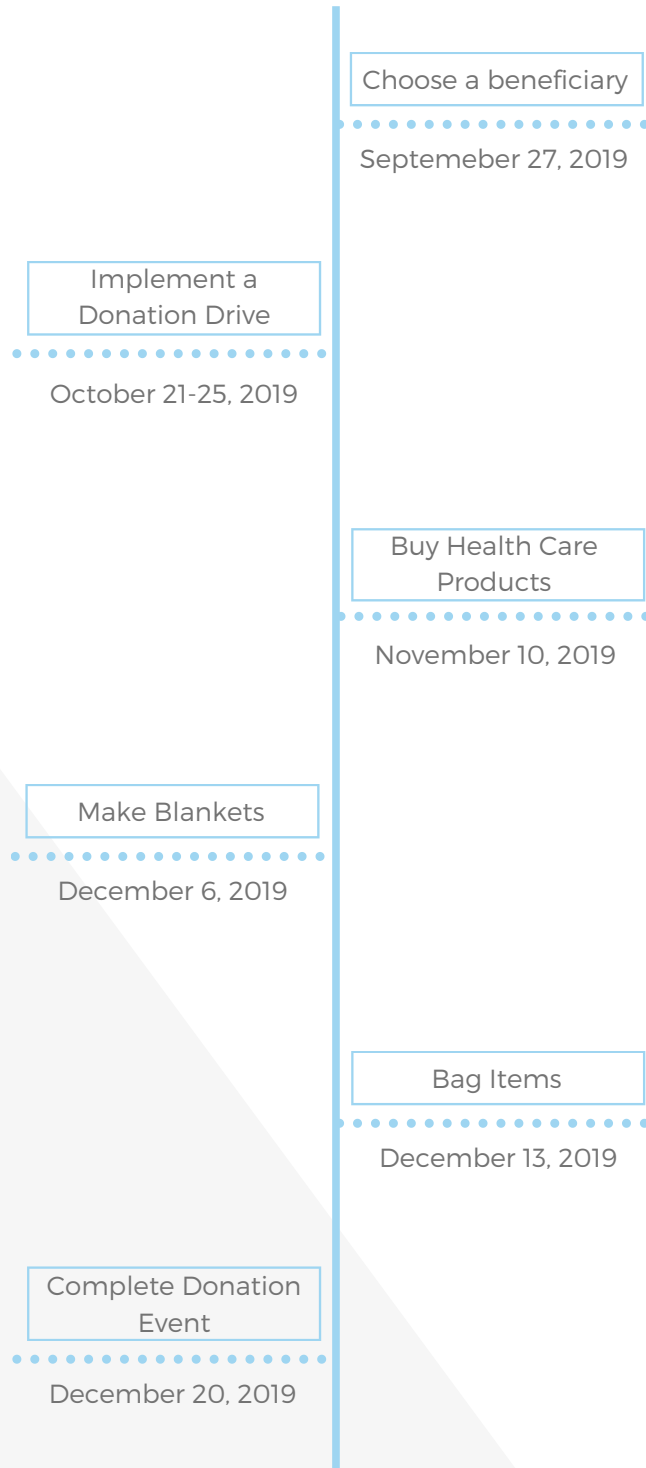 Choose a beneficiary
Septemeber 27, 2019
Implement a
Donation Drive
October 21-25, 2019
Buy Health Care
Products
November 10, 2019
Make Blankets
December 6, 2019
Bag Items
December 13, 2019
Complete Donation
Event
December 20, 2019